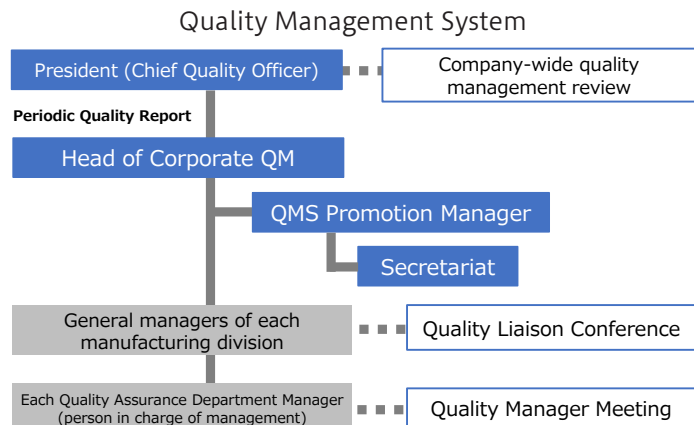 Quality Management System
President (Chief Quality Officer)
Company-wide quality
management review
Periodic Quality Report
Head of Corporate QM
QMS Promotion Manager
Secretariat
General managers of each
manufacturing division
Quality Liaison Conference
Each Quality Assurance Department Manager
(person in charge of management)
Quality Manager Meeting